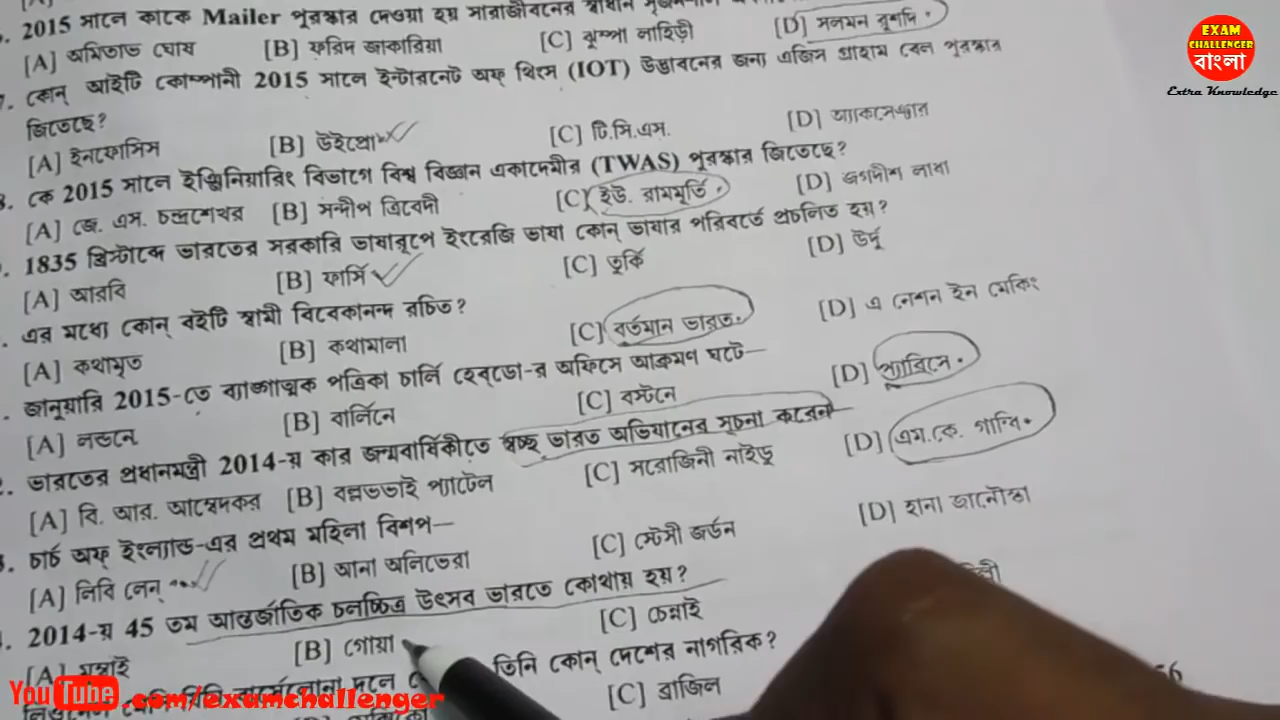 2015 সালে কাকে Mailer পুরস্কার দেওয়া হয় সারাজীবনের স্বাধীন
[A] অমিতাভ ঘোষ [B] ফরিদ জাকারিয়া [C] ঝুম্পা লাহিড়ী [D] সলমন রুশদি
কোন্ আইটি কোম্পানী 2015 সালে ইন্টারনেট অফ্ থিংস (IOT) উদ্ভাবনের জন্য এজিস গ্রাহাম বেল পুরস্কার
জিতেছে?
[A] ইনফোসিস [B] উইপ্রো [C] টি.সি.এস. [D] অ্যাকসেঞ্চার
8. কে 2015 সালে ইঞ্জিনিয়ারিং বিভাগে বিশ্ব বিজ্ঞান একাদেমীর (TWAS) পুরস্কার জিতেছে?
[A] জে. এস. চন্দ্রশেখর [B] সন্দীপ ত্রিবেদী [C] ইউ. রামমূর্তি [D] জগদীশ লাধা
1835 খ্রিস্টাব্দে ভারতের সরকারি ভাষারূপে ইংরেজি ভাষা কোন্ ভাষার পরিবর্তে প্রচলিত হয়?
[A] আরবি [B] ফার্সি [C] তুর্কি [D] উর্দু
এর মধ্যে কোন্ বইটি স্বামী বিবেকানন্দ রচিত?
[A] কথামৃত [B] কথামালা [C] বর্তমান ভারত [D] এ নেশন ইন মেকিং
জানুয়ারি 2015-তে ব্যাঙ্গাত্মক পত্রিকা চার্লি হেব্‌ডো-র অফিসে আক্রমণ ঘটে—
[A] লন্ডনে [B] বার্লিনে [C] বস্টনে [D] প্যারিসে
ভারতের প্রধানমন্ত্রী 2014-য় কার জন্মবার্ষিকীতে স্বচ্ছ ভারত অভিযানের সূচনা করেন—
[A] বি. আর. আম্বেদকর [B] বল্লভভাই প্যাটেল [C] সরোজিনী নাইডু [D] এম.কে. গান্ধি
চার্চ অফ্ ইংল্যান্ড-এর প্রথম মহিলা বিশপ—
[A] লিবি লেন্ [B] আনা অলিভেরা [C] স্টেসী জর্ডন [D] হানা জানৌস্কা
2014-য় 45 তম আন্তর্জাতিক চলচ্চিত্র উৎসব ভারতে কোথায় হয়?
[A] মুম্বাই [B] গোয়া [C] চেন্নাই
তিনি কোন্ দেশের নাগরিক?
[C] ব্রাজিল
EXAM
CHALLENGER
বাংলা
Extra Knowledge
YouTube.com/examchallenger